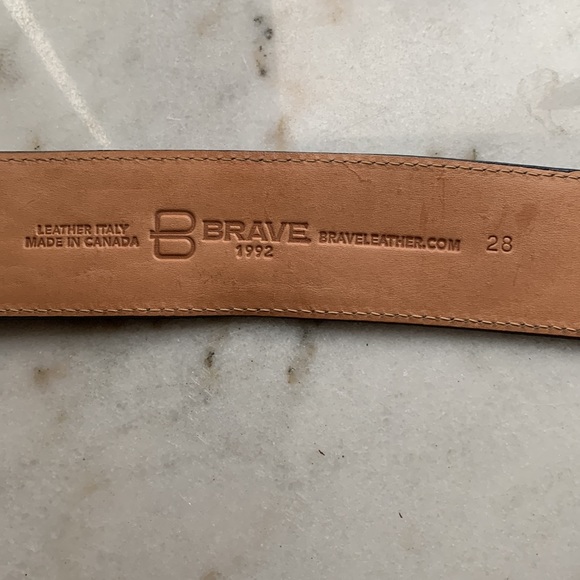 LEATHER ITALY
MADE IN CANADA
B BRAVE
1992
BRAVELEATHER.COM
28